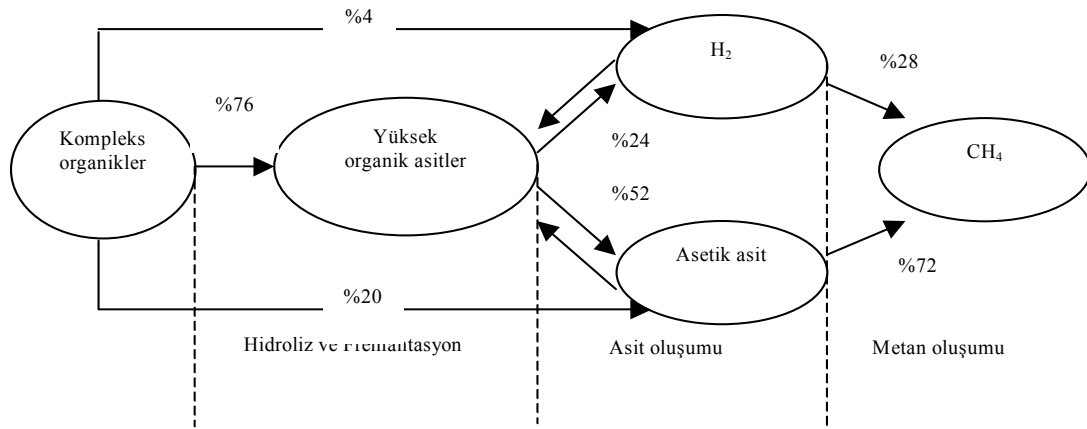 %4
H₂
%28
%76
Kompleks
organikler
Yüksek
organik asitler
%24
CH₄
%52
Asetik asit
%72
%20
Hidroliz ve
Asit oluşumu
Metan oluşumu